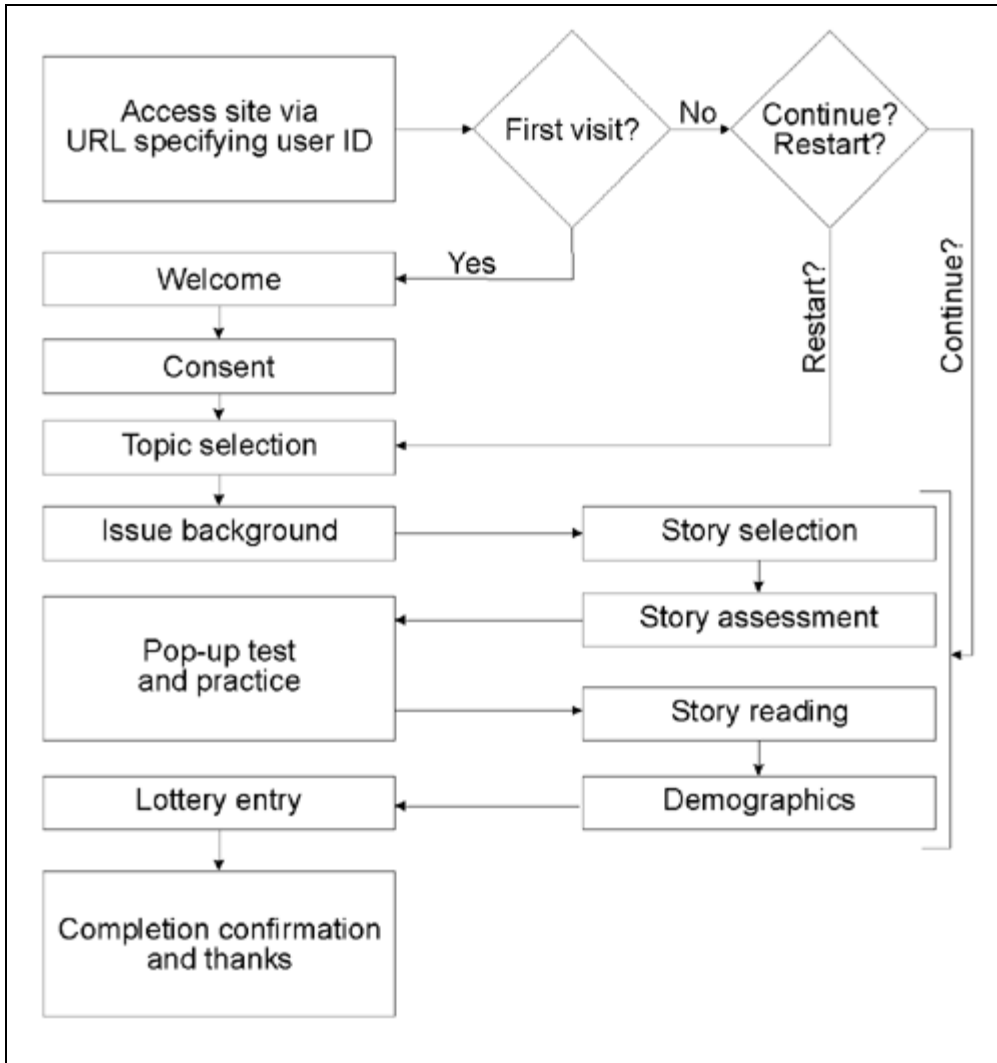 Access site via
URL specifying user ID
First visit?
No
Continue?
Restart?
Yes
Restart?
Continue?
Welcome
Consent
Topic selection
Issue background
Story selection
Story assessment
Pop-up test
and practice
Story reading
Lottery entry
Demographics
Completion confirmation
and thanks